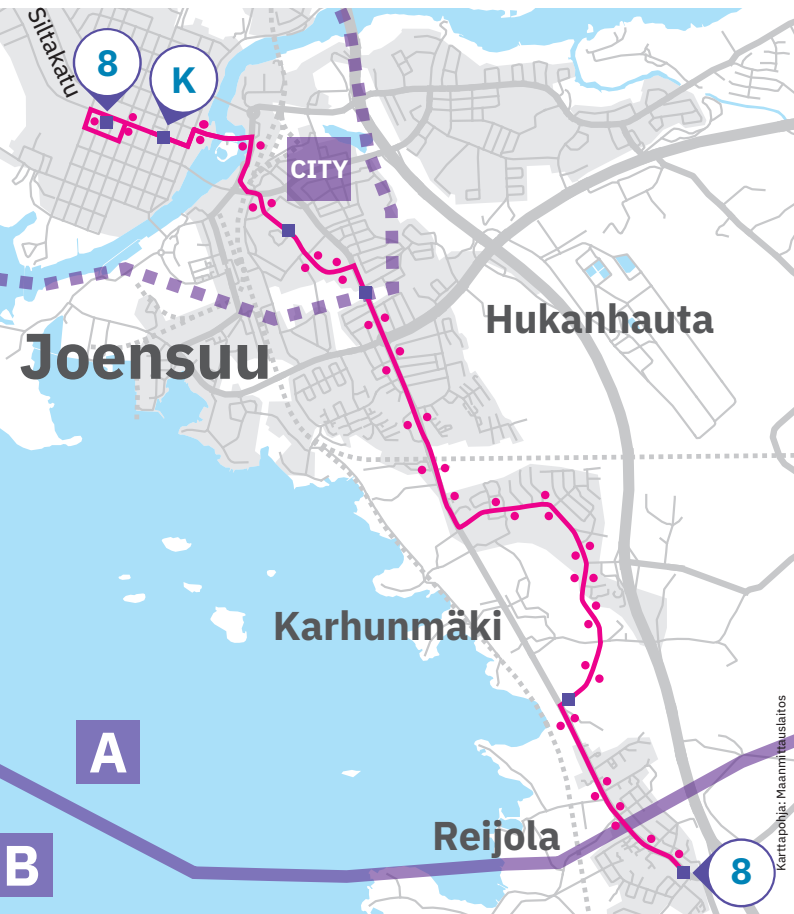 Siltakatu
8
K
CITY
Hukanhauta
Joensuu
Karhunmäki
A
Reijola
B
8
Karttapohja: Maanmittauslaitos